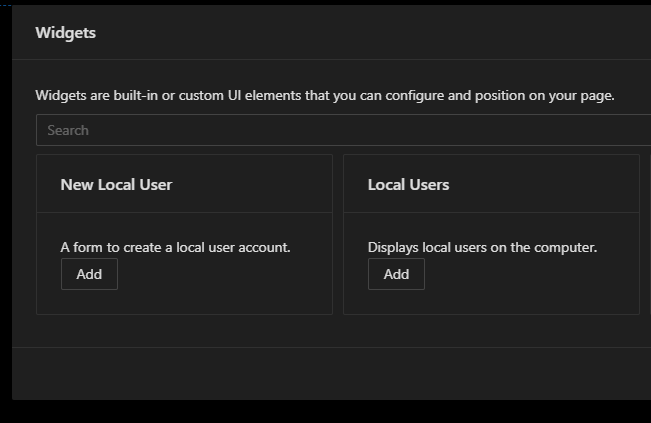 Widgets
Widgets are built-in or custom UI elements that you can configure and position on your page.
Search
New Local User
Local Users
A form to create a local user account.
Displays local users on the computer.
Add
Add